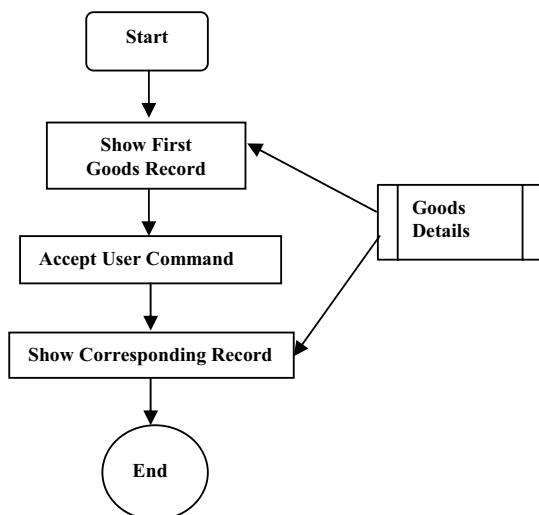 Start
Show First
Goods Record
Goods
Details
Accept User Command
Show Corresponding Record
End